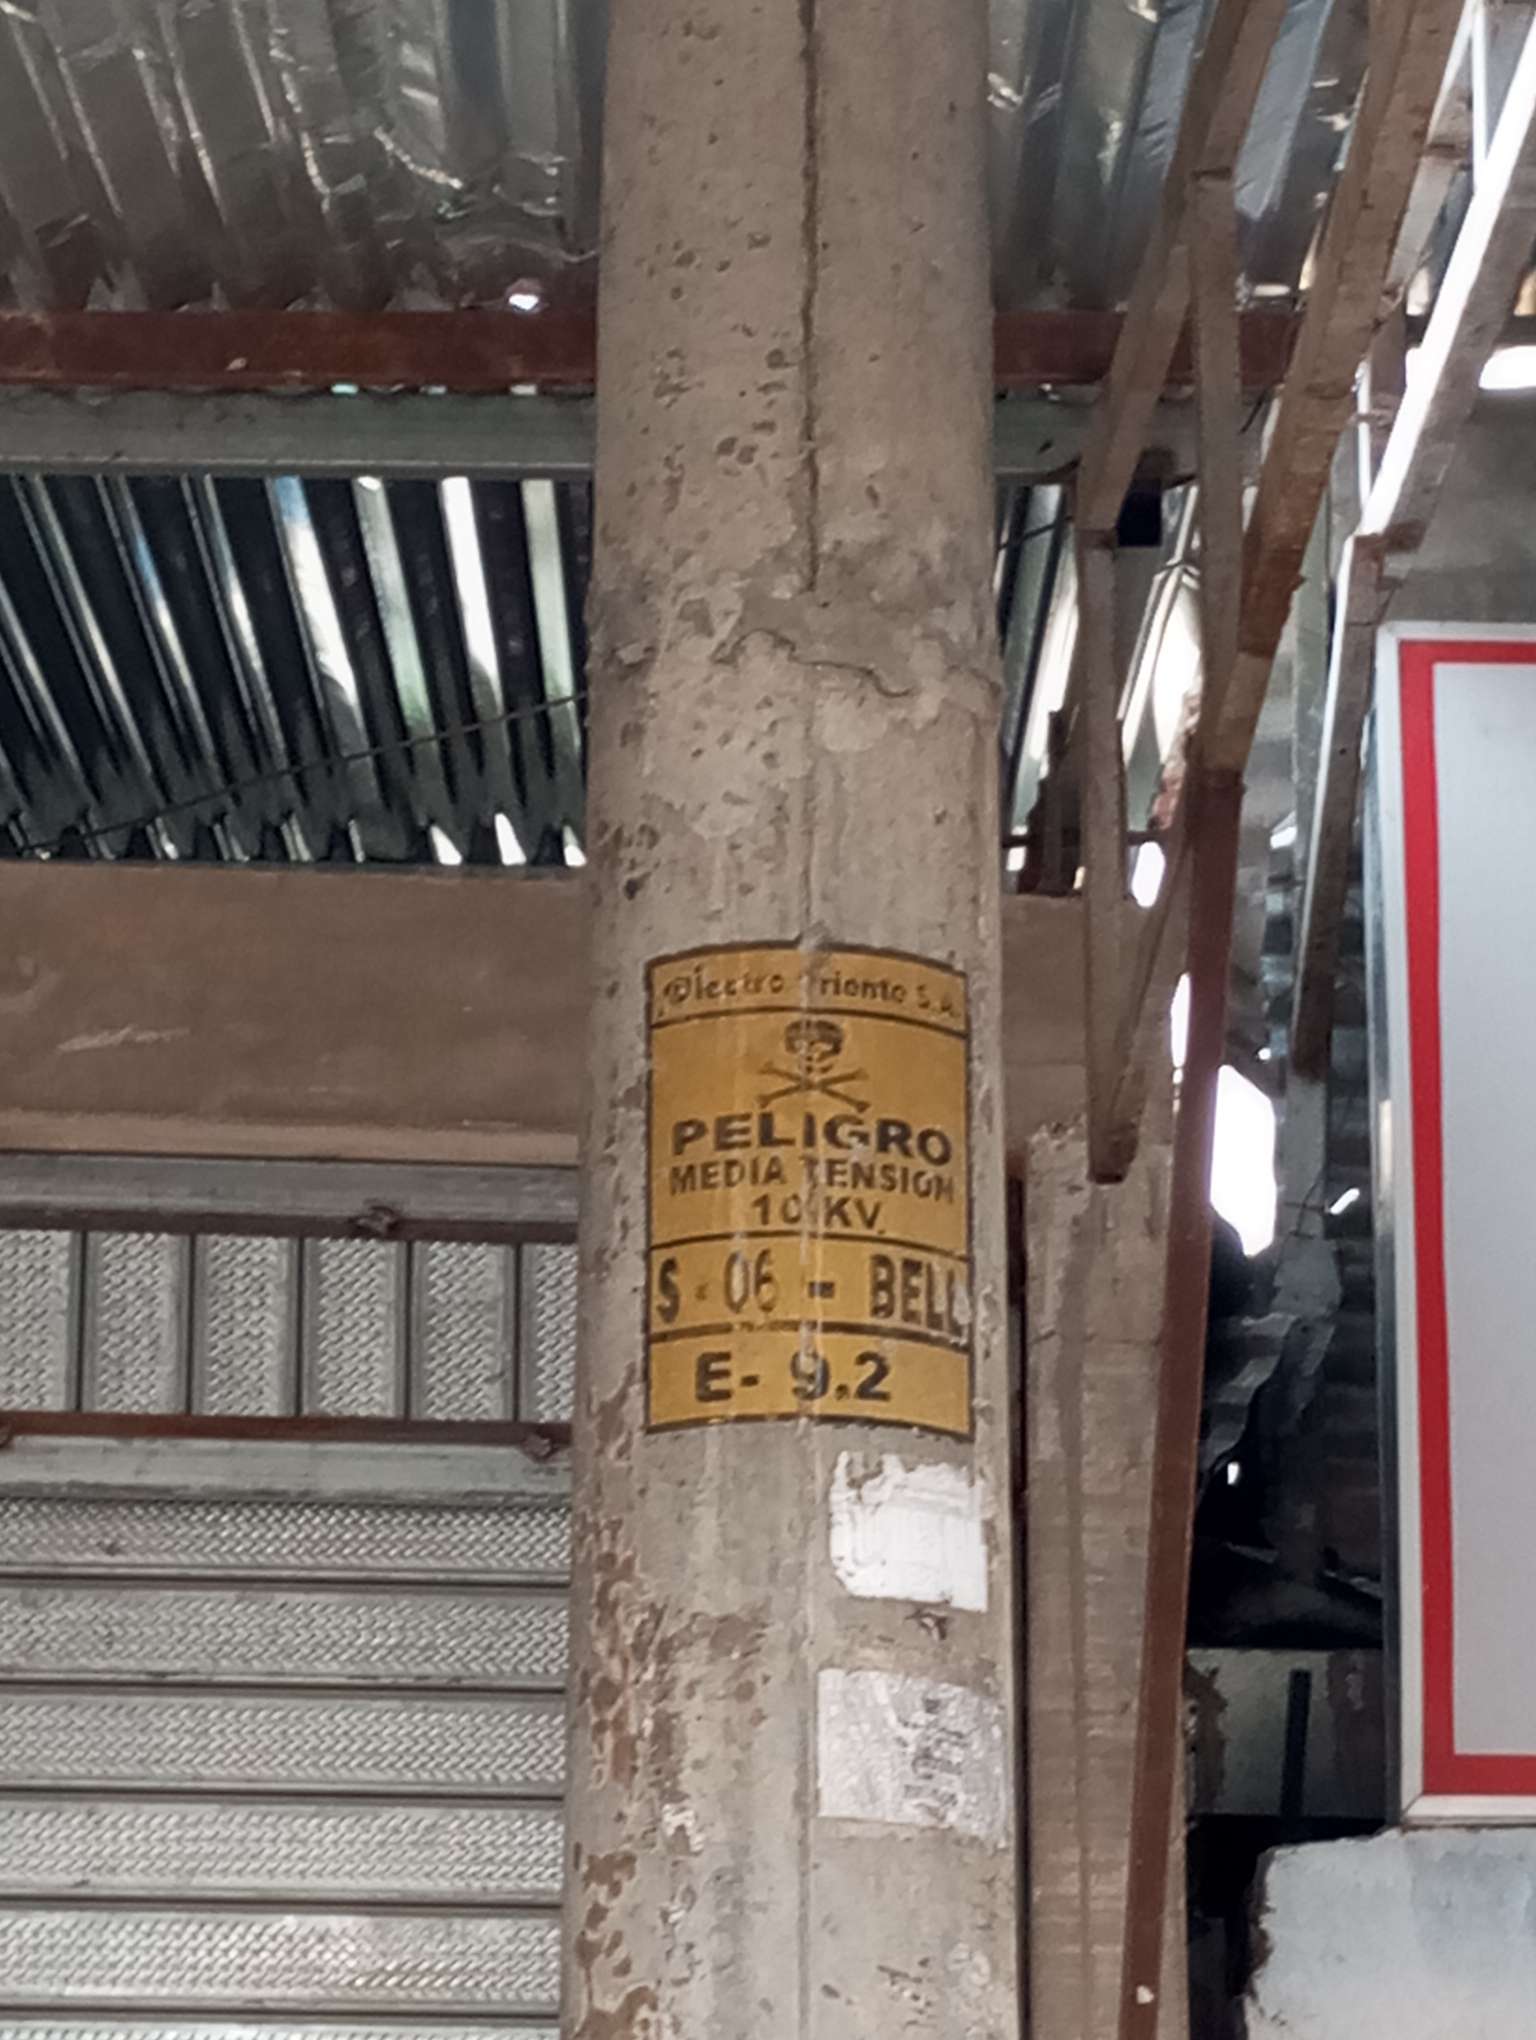 Electro Oriente S.A.
PELIGRO
MEDIA TENSION
10 KV.
S - 06 - BELL
E- 9.2